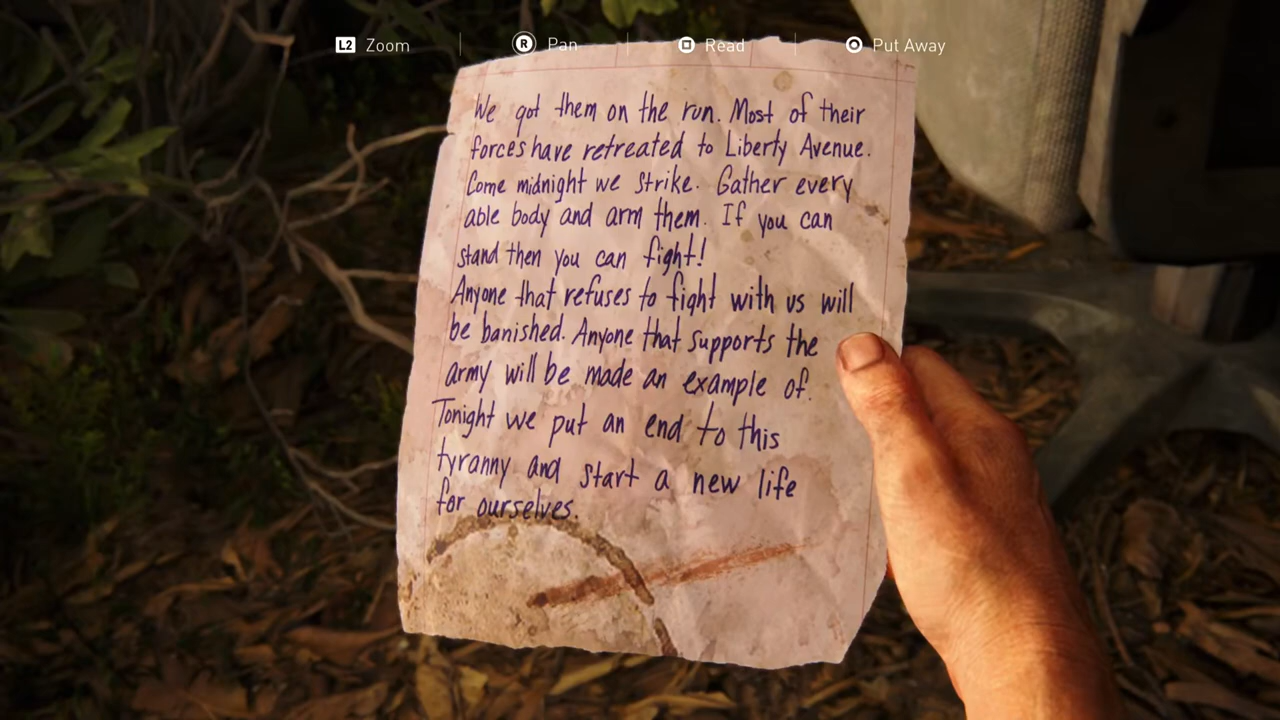 L2 Zoom R Pan Read Put Away
We got them on the run. Most of their
forces have retreated to Liberty Avenue.
Come midnight we strike. Gather every
able body and arm them. If you can
stand then you can fight!
Anyone that refuses to fight with us will
be banished. Anyone that supports the
army will be made an example of.
Tonight we put an end to this
tyranny and start a new life
for ourselves.